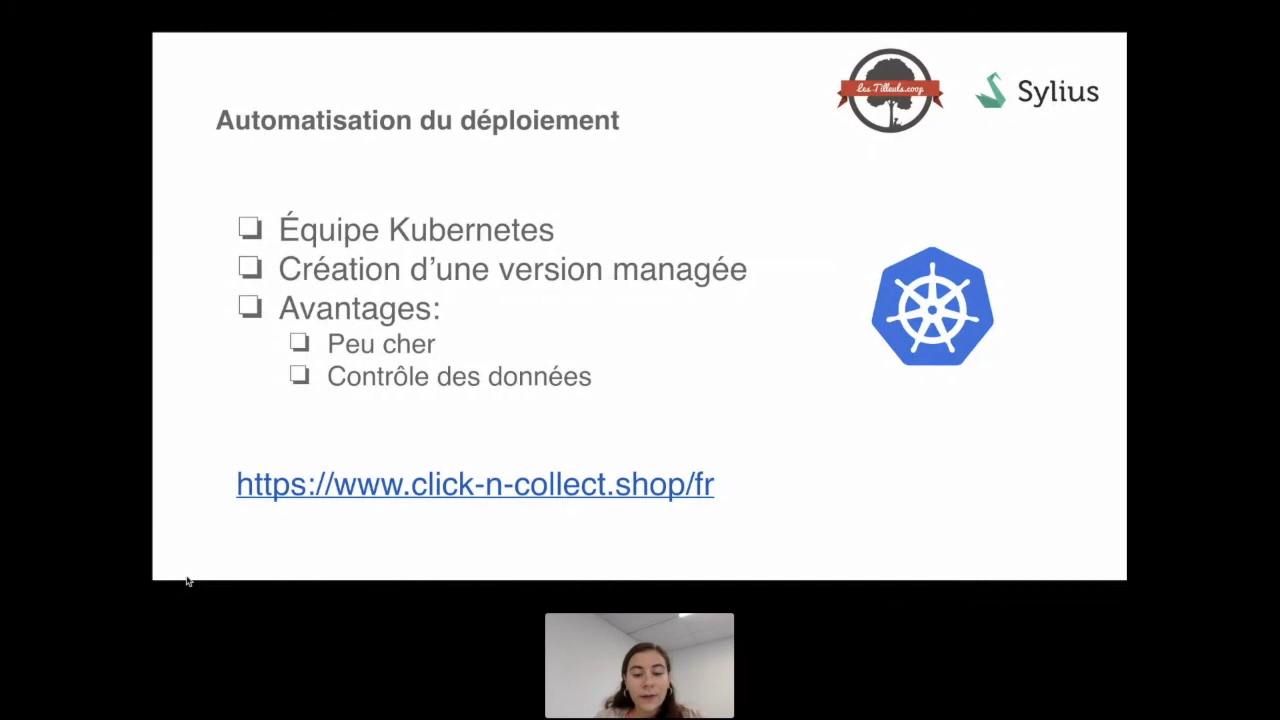 Les Tilleuls.coop
Sylius
Automatisation du déploiement
Équipe Kubernetes
Création d’une version managée
Avantages:
Peu cher
Contrôle des données
https://www.click-n-collect.shop/fr